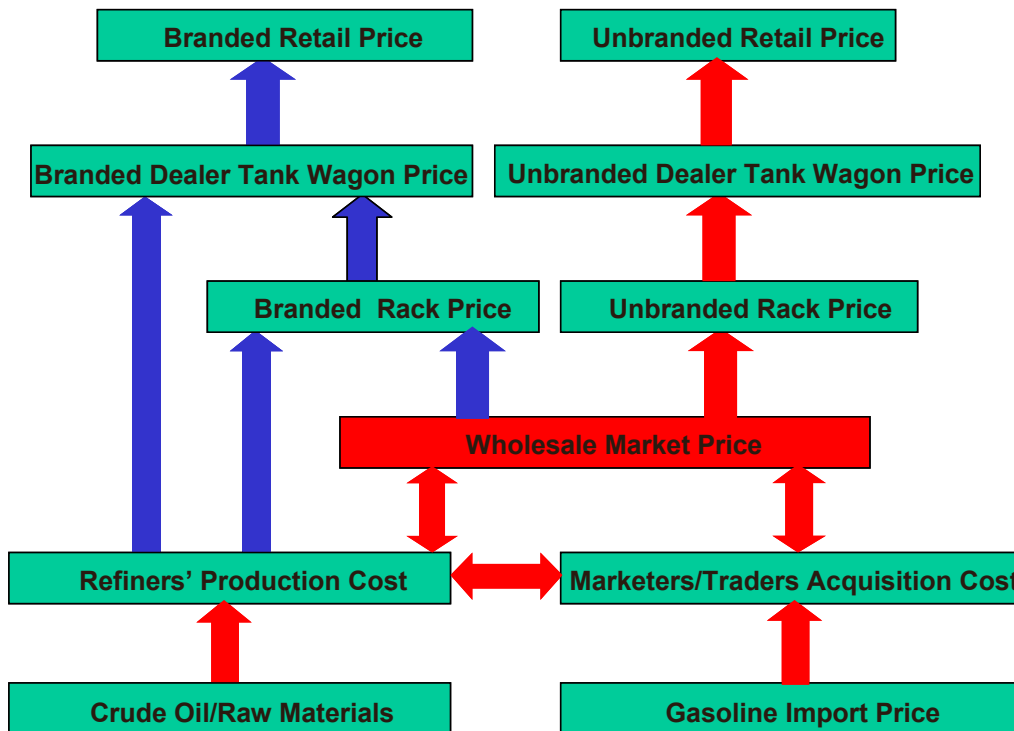 Branded Retail Price
Unbranded Retail Price
Branded Dealer Tank Wagon Price
Unbranded Dealer Tank Wagon Price
Branded  Rack Price
Unbranded Rack Price
Wholesale Market Price
Refiners' Production Cost
Marketers/Traders Acquisition Cost
Crude Oil/Raw Materials
Gasoline Import Price